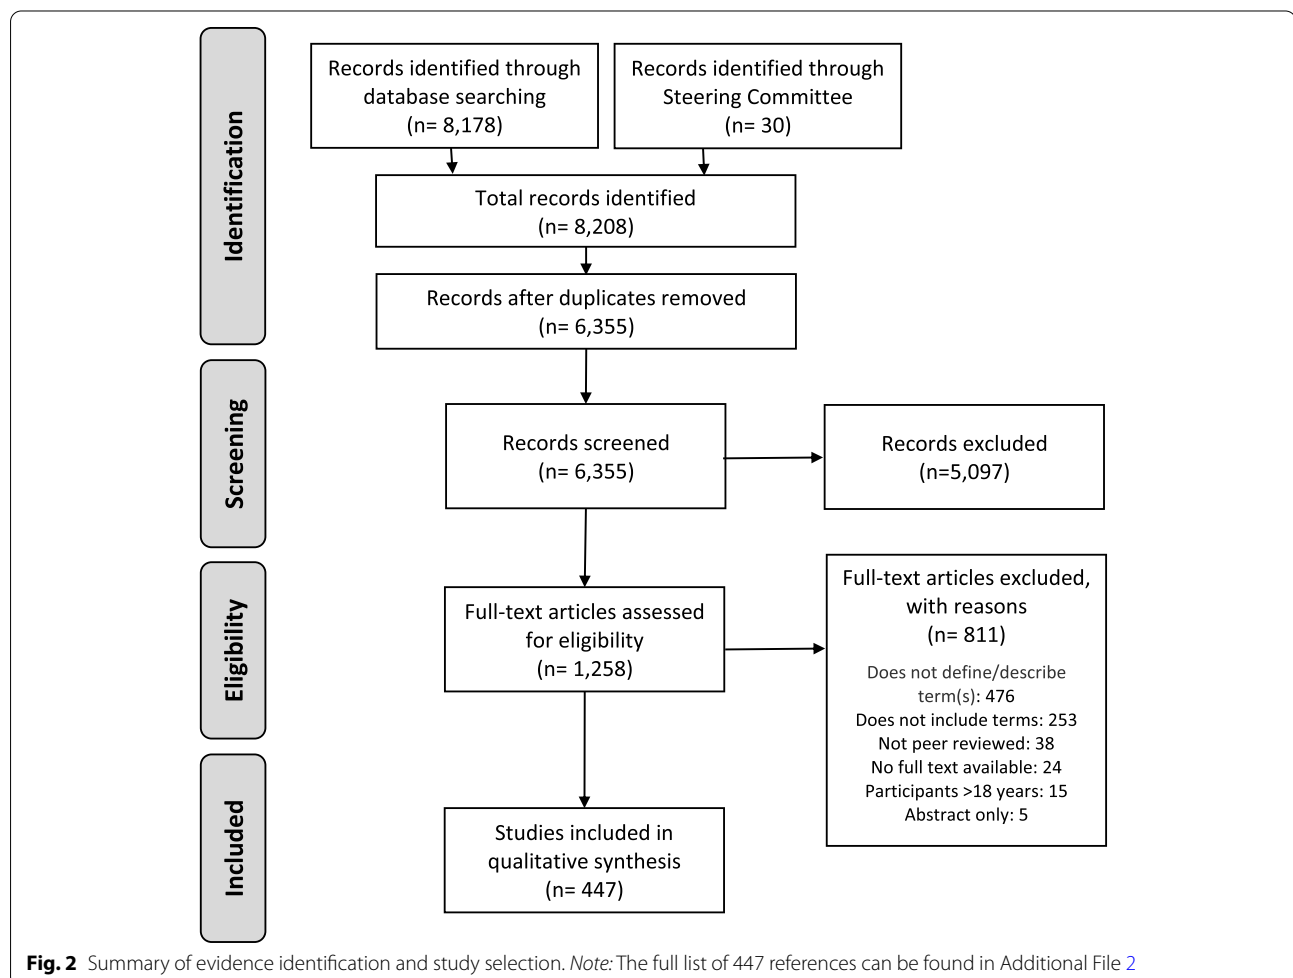 Identification
Records identified through
database searching
(n= 8,178)
Records identified through
Steering Committee
(n= 30)
Total records identified
(n= 8,208)
Records after duplicates removed
(n= 6,355)
Screening
Records screened
(n= 6,355)
Records excluded
(n=5,097)
Eligibility
Full-text articles assessed
for eligibility
(n= 1,258)
Full-text articles excluded,
with reasons
(n= 811)
Does not define/describe
term(s): 476
Does not include terms: 253
Not peer reviewed: 38
No full text available: 24
Participants >18 years: 15
Abstract only: 5
Included
Studies included in
qualitative synthesis
(n= 447)
Fig. 2 Summary of evidence identification and study selection. Note: The full list of 447 references can be found in Additional File 2